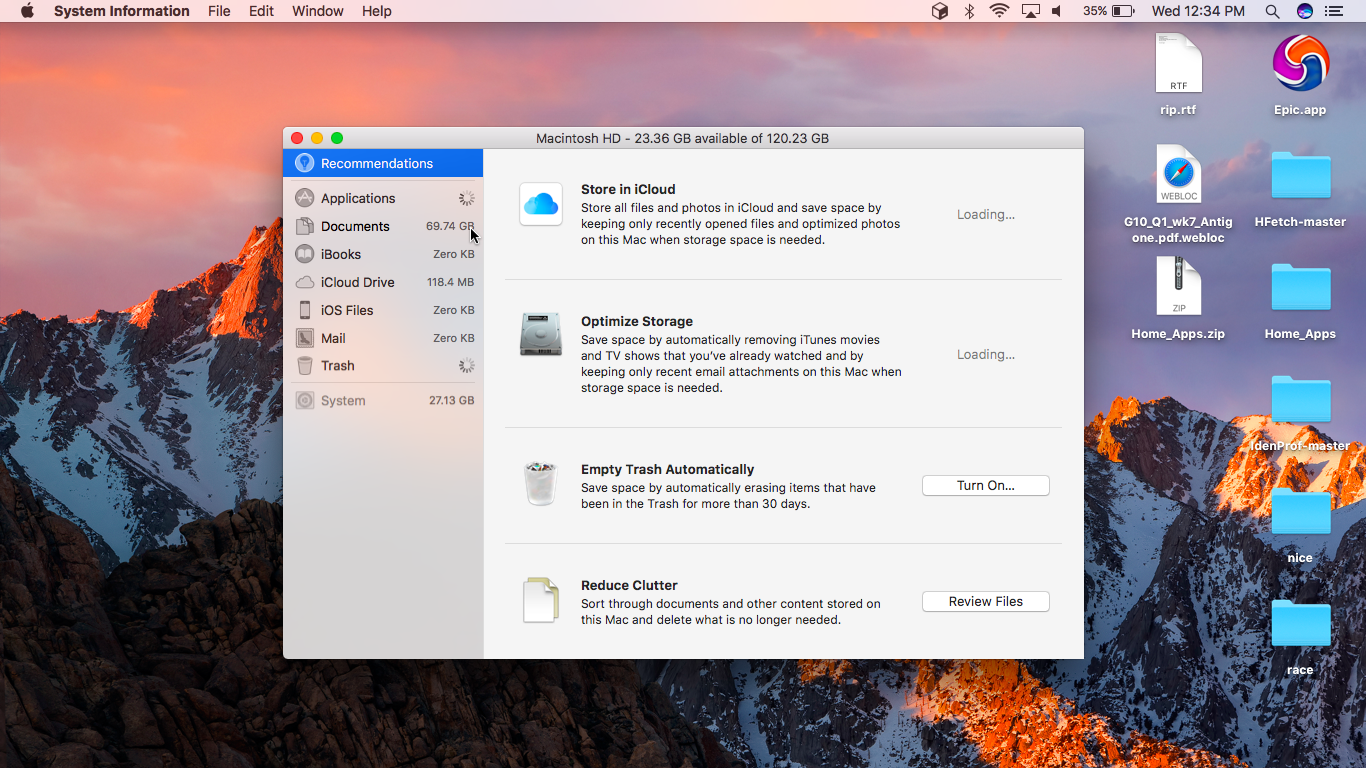 System Information File Edit Window Help 35% Wed 12:34 PM
RTF
rip.rtf
Epic.app
WEBLOC
G10_Q1_wk7_Antig
one.pdf.webloc
HFetch-master
ZIP
Home_Apps.zip
Home_Apps
IdenProf-master
nice
race
Macintosh HD - 23.36 GB available of 120.23 GB
Recommendations
Applications
Documents 69.74 GB
iBooks Zero KB
iCloud Drive 118.4 MB
iOS Files Zero KB
Mail Zero KB
Trash
System 27.13 GB
Store in iCloud
Store all files and photos in iCloud and save space by
keeping only recently opened files and optimized photos
on this Mac when storage space is needed.
Loading...
Optimize Storage
Save space by automatically removing iTunes movies
and TV shows that you've already watched and by
keeping only recent email attachments on this Mac when
storage space is needed.
Loading...
Empty Trash Automatically
Save space by automatically erasing items that have
been in the Trash for more than 30 days.
Turn On...
Reduce Clutter
Sort through documents and other content stored on
this Mac and delete what is no longer needed.
Review Files